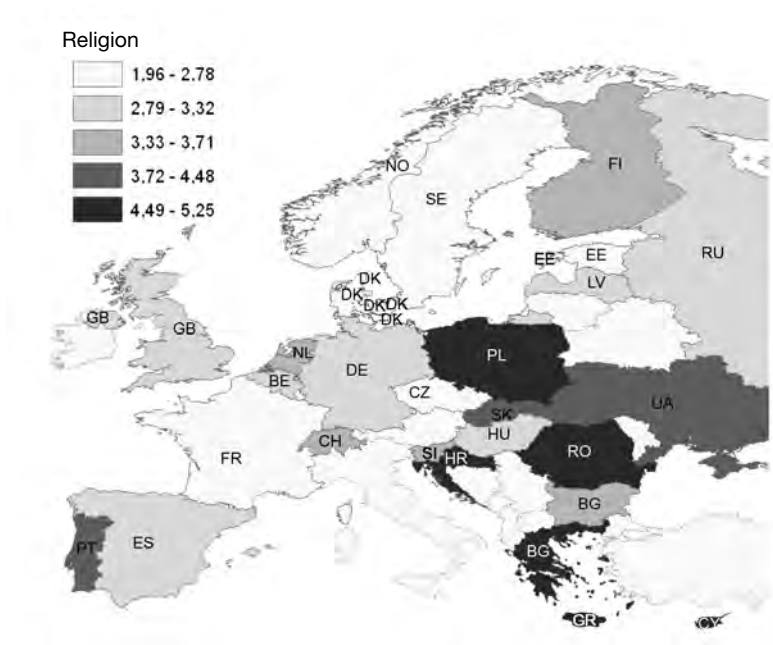 Religion
1,96 - 2,78
2,79 - 3,32
3,33 - 3,71
3,72 - 4,48
4,49 - 5,25
NO
FI
SE
EE
EE
RU
LV
DK
DK
DK
DK
DK
GB
GB
NL
BE
DE
PL
CZ
SK
UA
HU
CH
SI
HR
RO
FR
BG
PT
ES
BG
GR
CY